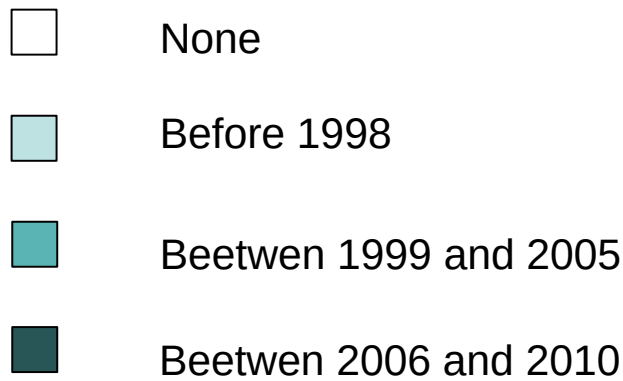 None
Before 1998
Beetwen 1999 and 2005
Beetwen 2006 and 2010